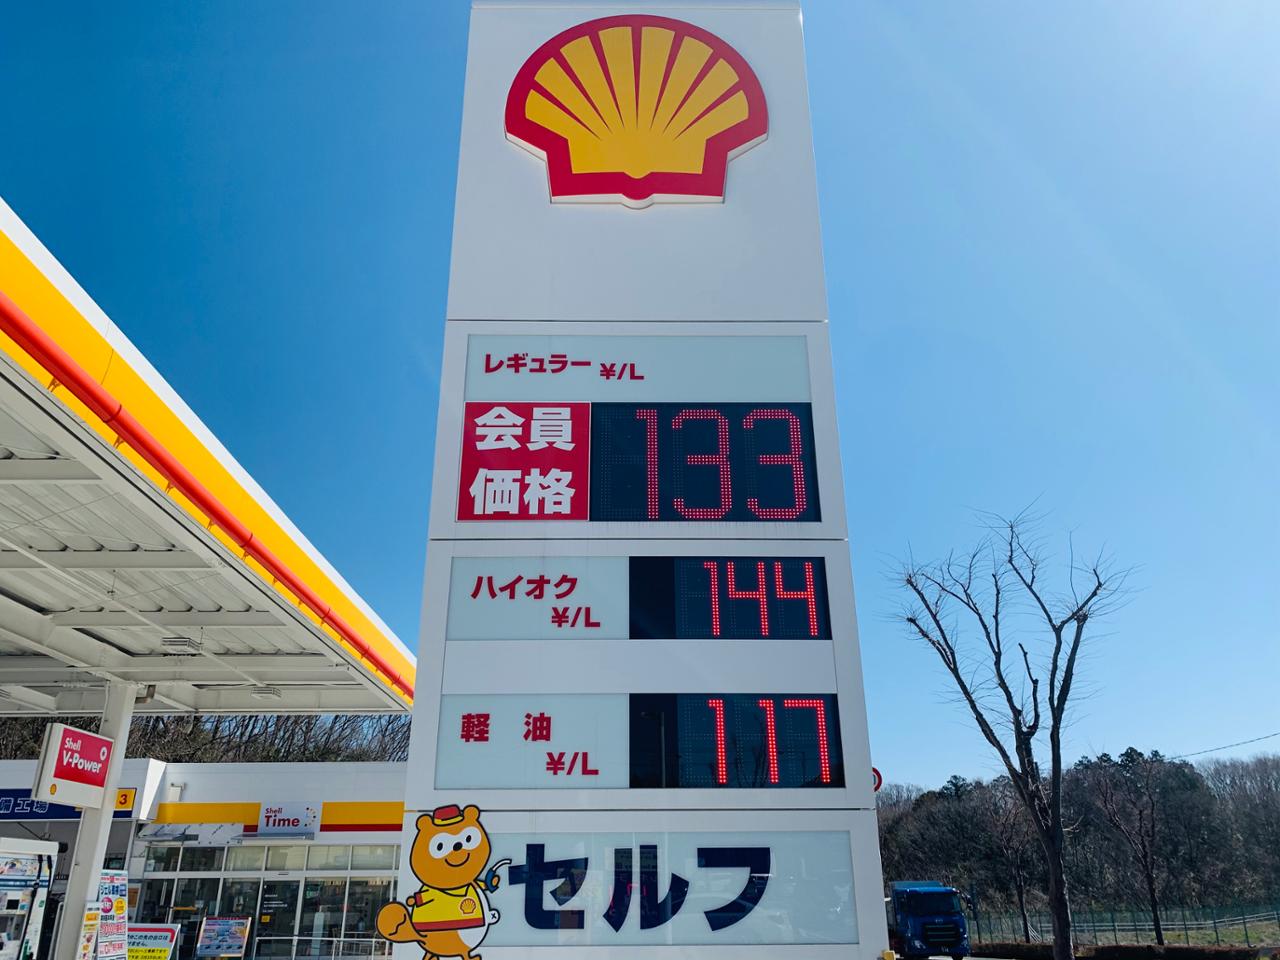 レギュラー ¥/L
会員
価格
133
ハイオク
¥/L
144
軽 油
¥/L
117
セルフ
Shell
V-Power
Shell
Time